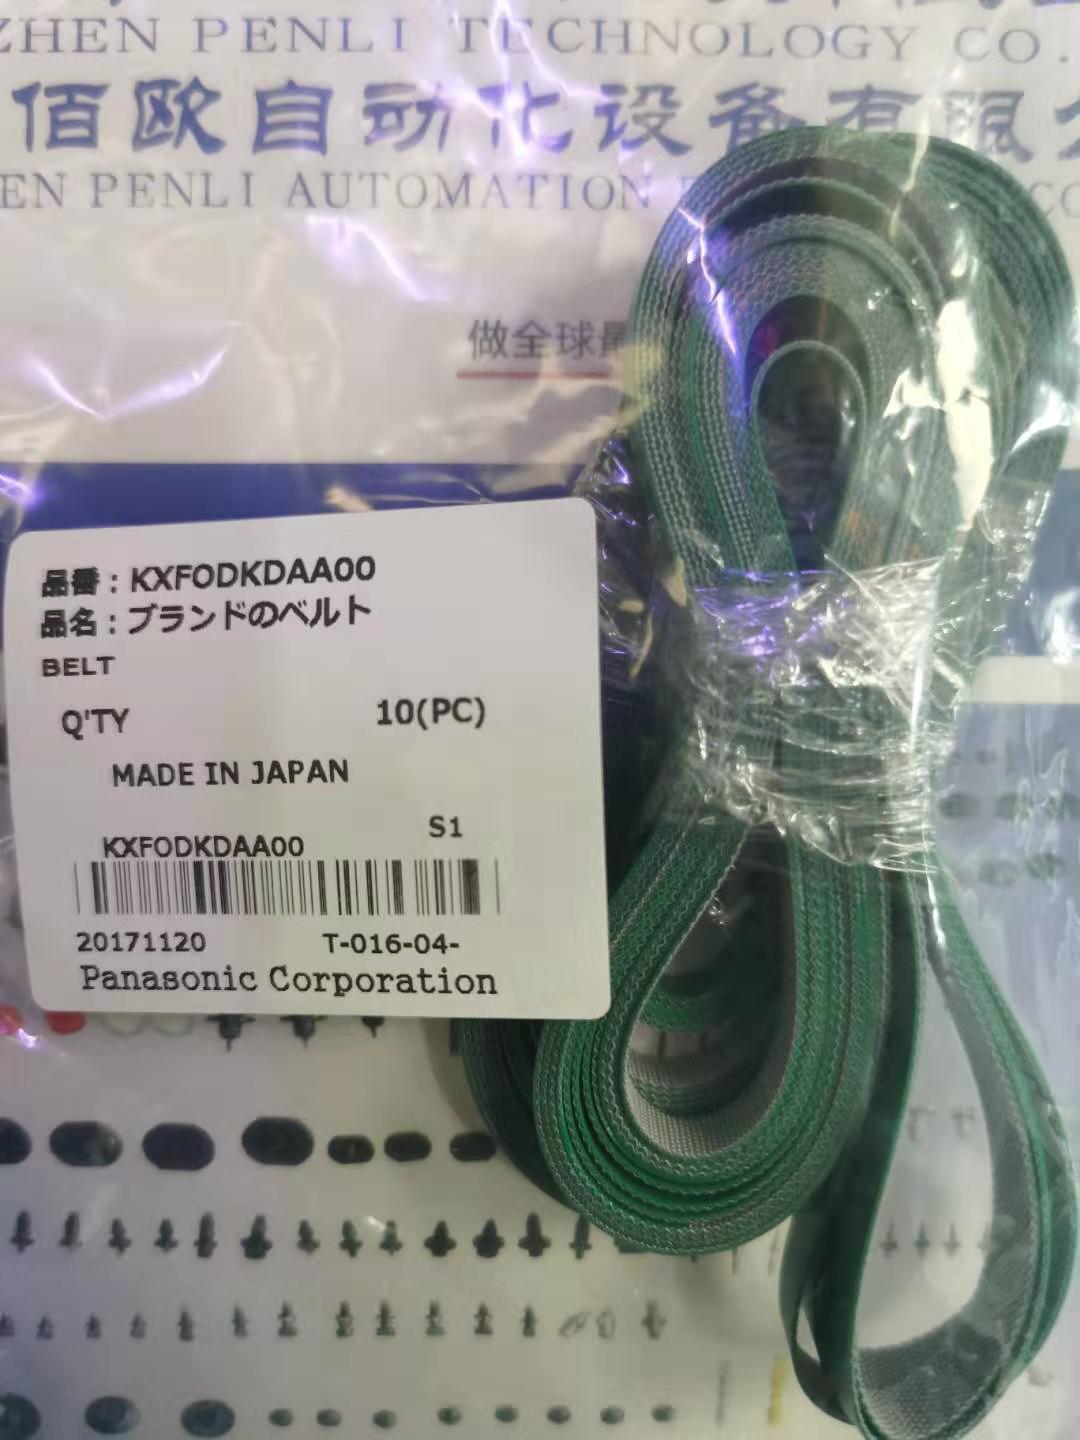 ZHEN PENLI TECHNOLOGY CO.
佰欧自动化设备有限公
EN PENLI AUTOMATION
做全球
品番：KXFODKDAA00
品名：ブランドのベルト
BELT
Q'TY 10(PC)
MADE IN JAPAN
S1
KXFODKDAA00
20171120 T-016-04-
Panasonic Corporation